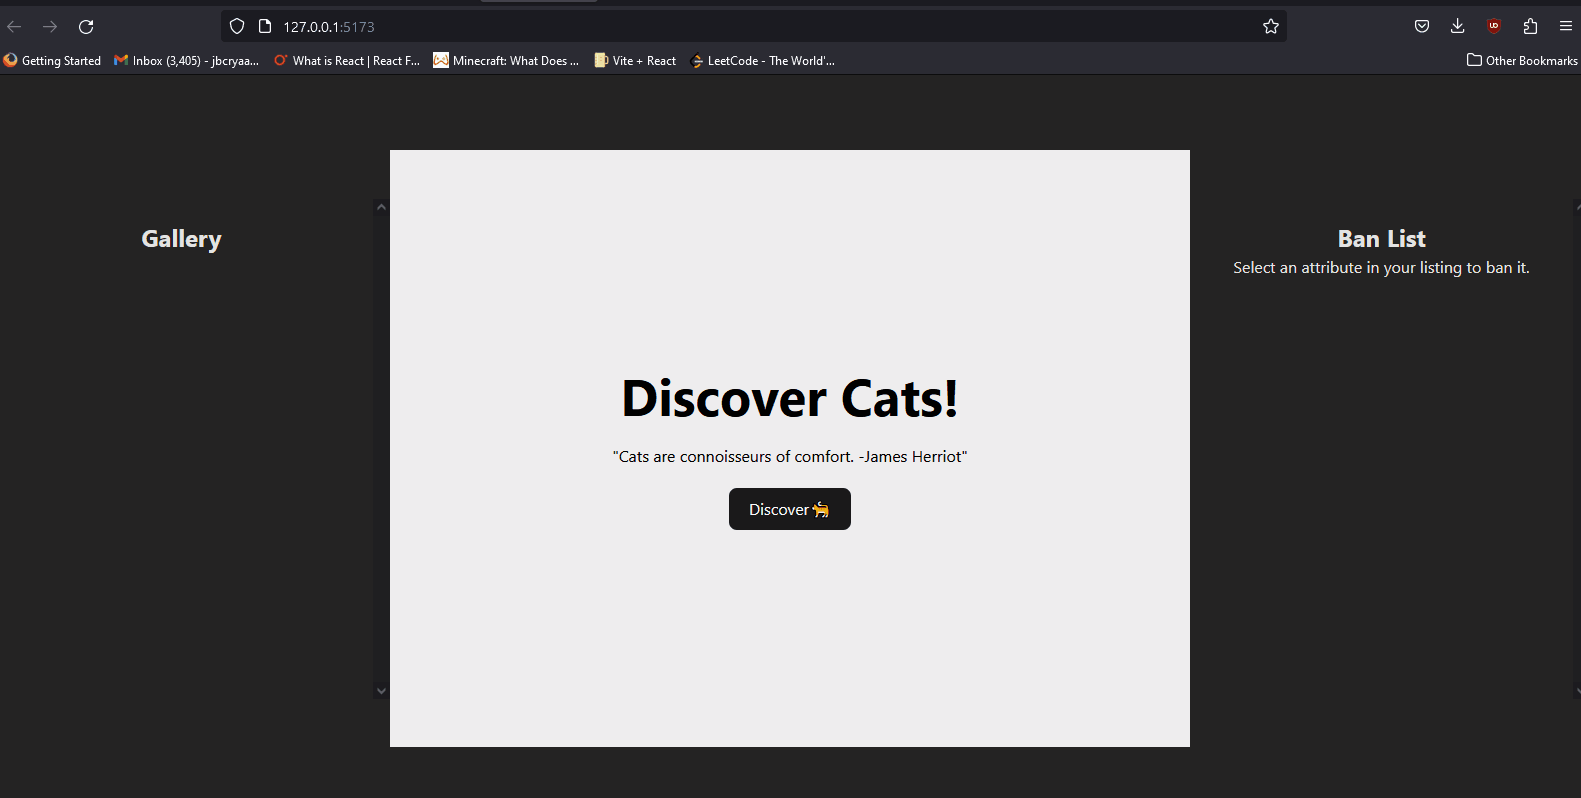 127.0.0.1:5173
Getting Started Inbox (3,405) - jbcryaa... What is React | React F... Minecraft: What Does ... Vite + React LeetCode - The World'... Other Bookmarks
Gallery
Discover Cats!
"Cats are connoisseurs of comfort. -James Herriot"
Discover🐈
Ban List
Select an attribute in your listing to ban it.